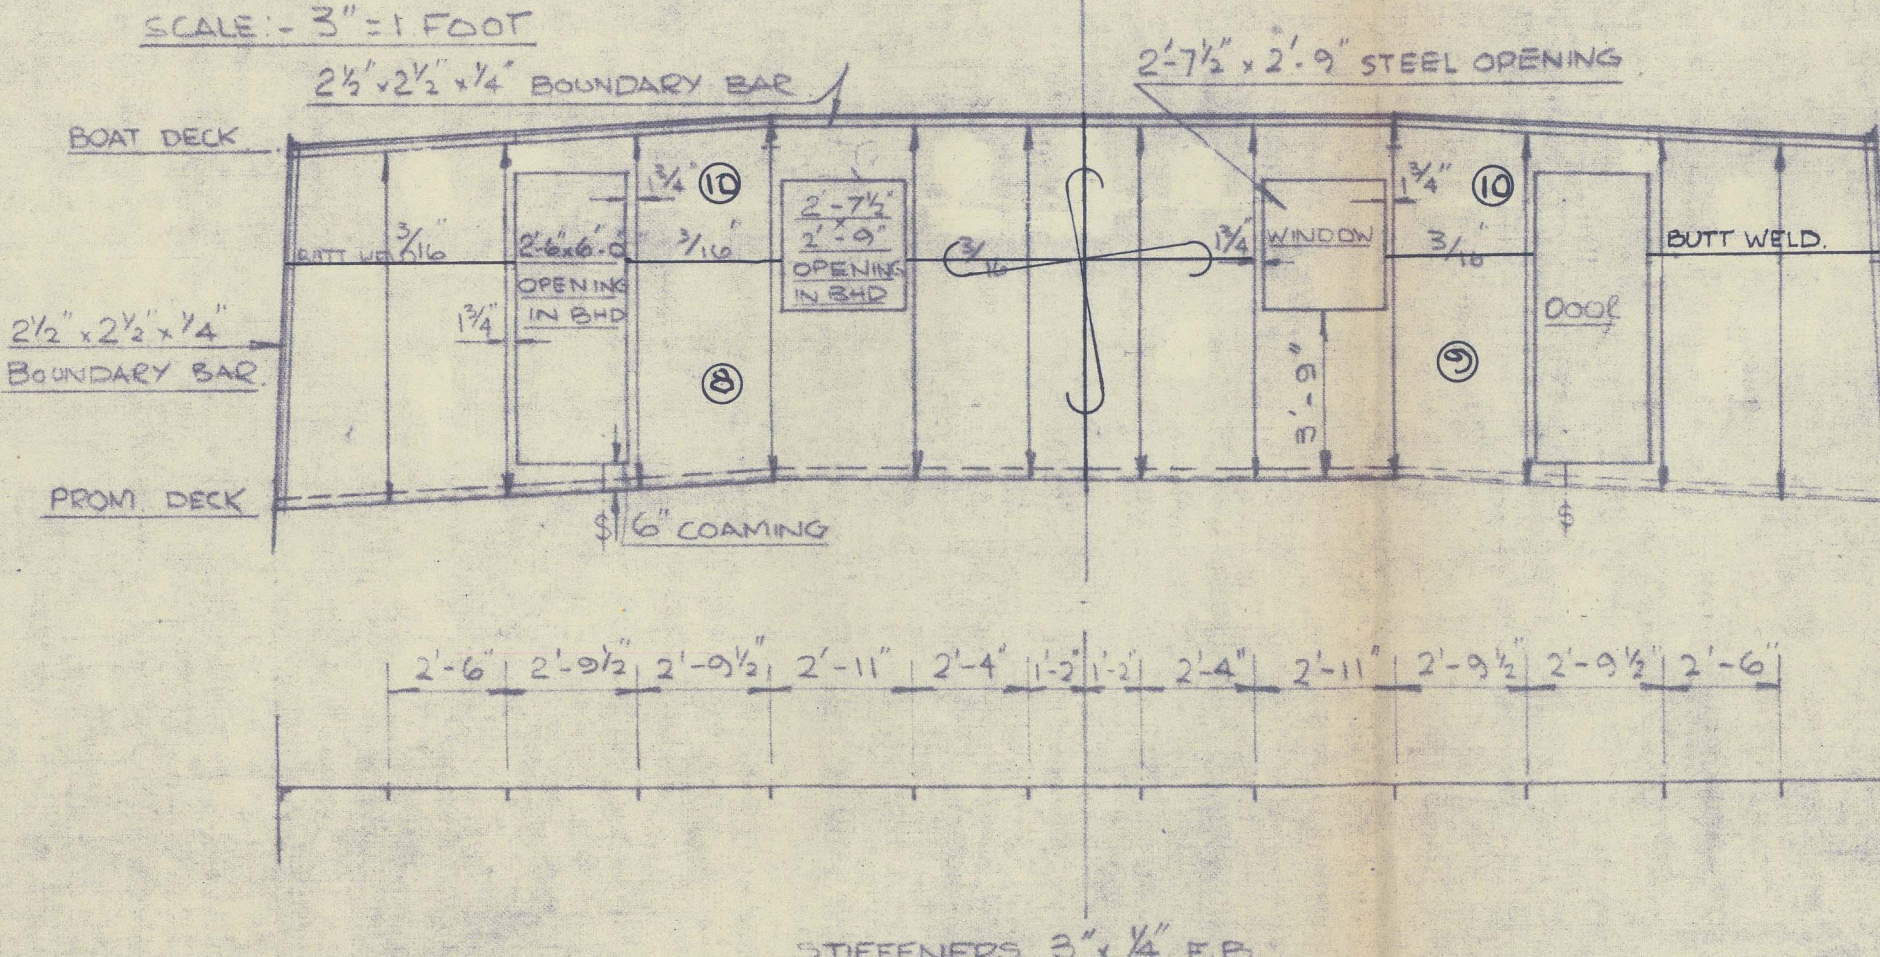 SCALE:- 3" = 1 FOOT
2½" x 2½" x ¼" BOUNDARY BAR
2'-7½" x 2'-9" STEEL OPENING
BOAT DECK
1¾"
10
2'-7½"
x
2'-9"
OPENING
IN BHD
1¾"
10
BUTT WELD
3/16"
2'-6" x 6'-0"
OPENING
IN BHD
3/16"
3/16
1¾"
WINDOW
3/16"
BUTT WELD.
DOOR
2½" x 2½" x ¼"
BOUNDARY BAR.
1¾"
8
3'-9"
9
PROM. DECK
$
6" COAMING
$
2'-6" 2'-9½" 2'-9½" 2'-11" 2'-4" 1'-2" 1'-2" 2'-4" 2'-11" 2'-9½" 2'-9½" 2'-6"
STIFFENERS 3" x ¼" F.B.